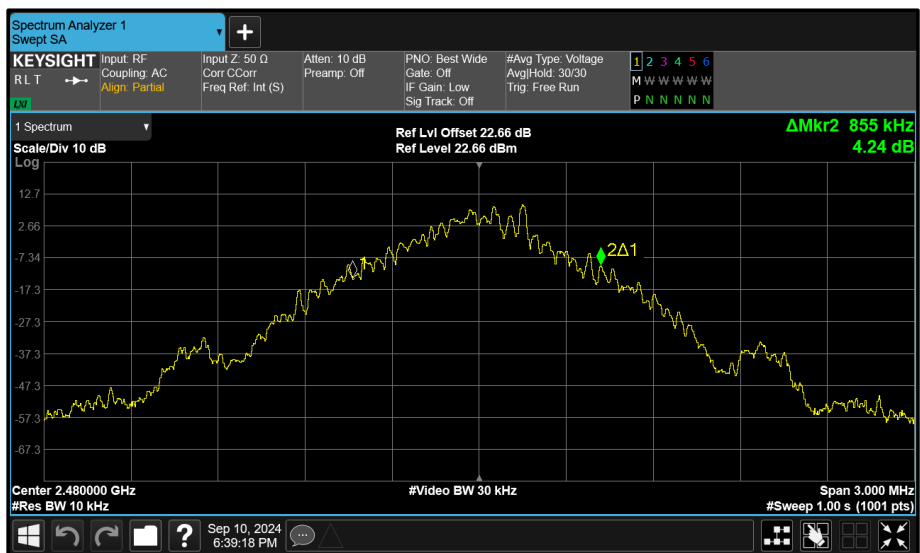 Spectrum Analyzer 1
Swept SA
+
KEYSIGHT
R L T
LXI
Input: RF
Coupling: AC
Align: Partial
Input Z: 50 Ω
Corr CCorr
Freq Ref: Int (S)
Atten: 10 dB
Preamp: Off
PNO: Best Wide
Gate: Off
IF Gain: Low
Sig Track: Off
#Avg Type: Voltage
Avg|Hold: 30/30
Trig: Free Run
1 2 3 4 5 6
M W W W W W
P N N N N N
1 Spectrum
Scale/Div 10 dB
Log
Ref Lvl Offset 22.66 dB
Ref Level 22.66 dBm
ΔMkr2 855 kHz
4.24 dB
12.7
2.66
-7.34
-17.3
-27.3
-37.3
-47.3
-57.3
-67.3
1
2Δ1
Center 2.480000 GHz
#Res BW 10 kHz
#Video BW 30 kHz
Span 3.000 MHz
#Sweep 1.00 s (1001 pts)
?
Sep 10, 2024
6:39:18 PM